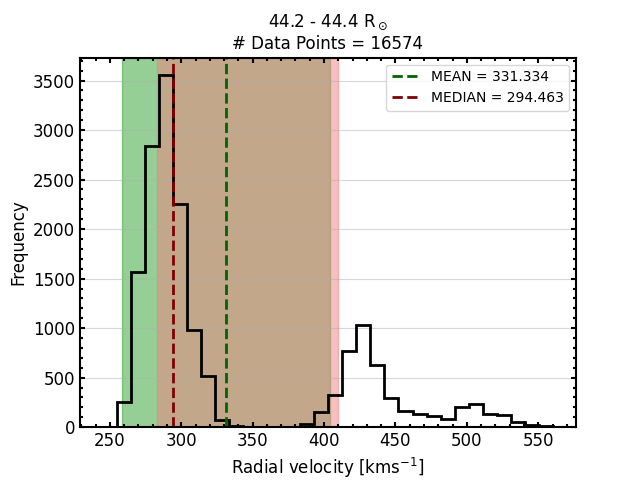 44.2 - 44.4 R⊙
# Data Points = 16574
MEAN = 331.334
MEDIAN = 294.463
Frequency
3500
3000
2500
2000
1500
1000
500
0
250 300 350 400 450 500 550
Radial velocity [kms⁻¹]